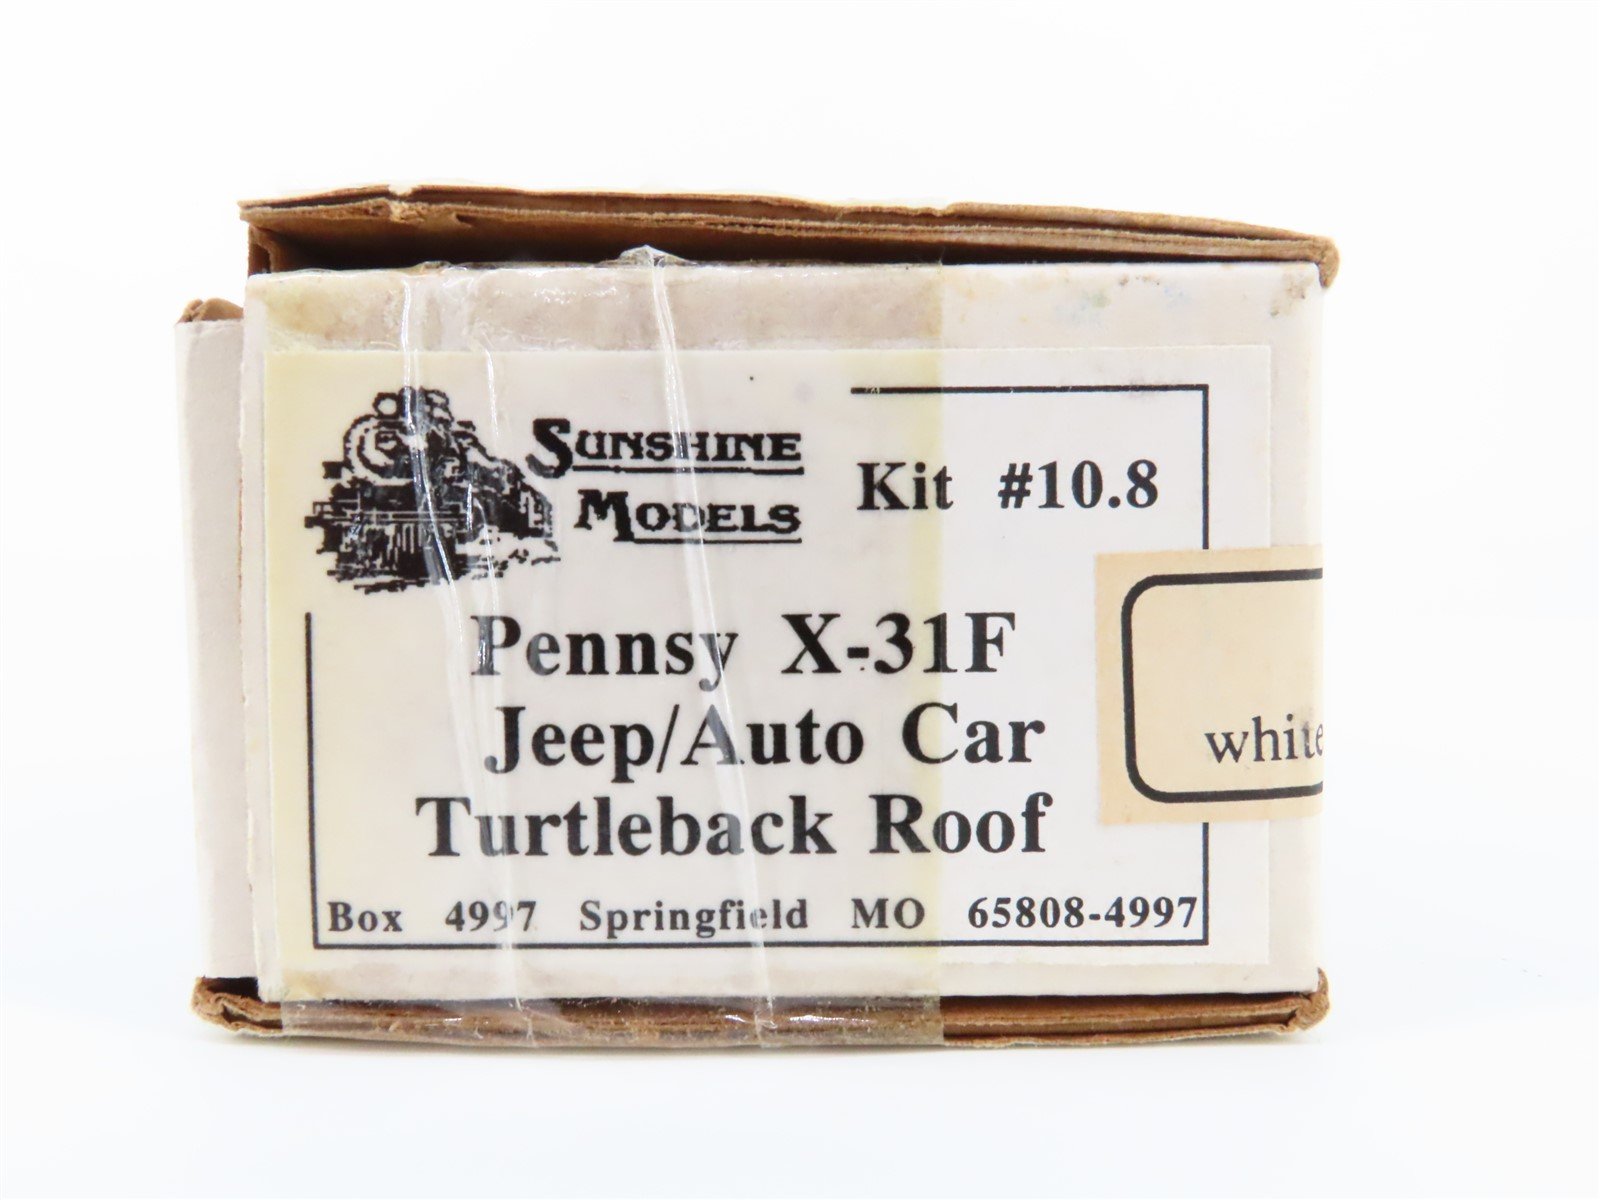 SUNSHINE
MODELS
Kit #10.8
Pennsy X-31F
Jeep/Auto Car
Turtleback Roof
white
Box 4997 Springfield MO 65808-4997